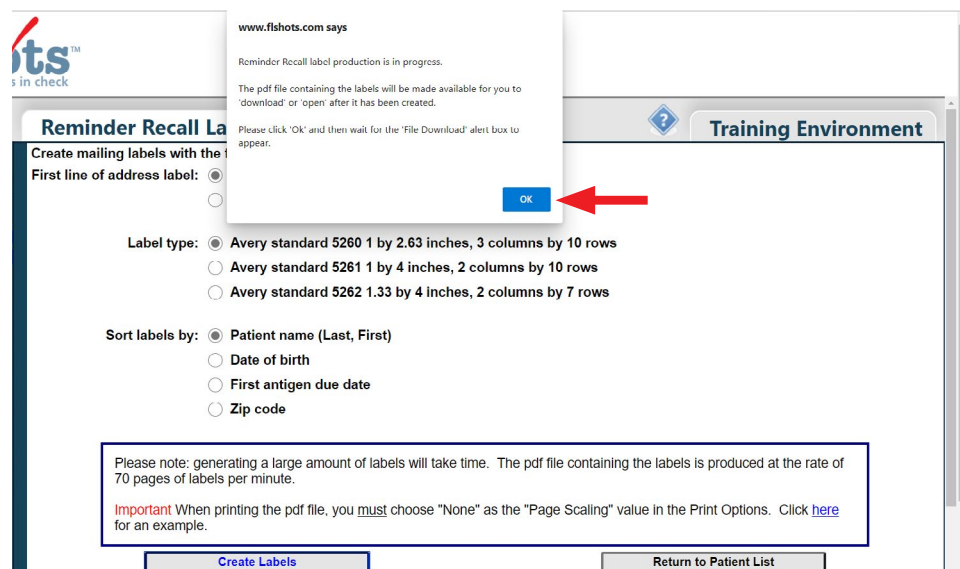 www.flshots.com says
Reminder Recall label production is in progress.
The pdf file containing the labels will be made available for you to
'download' or 'open' after it has been created.
Please click 'Ok' and then wait for the 'File Download' alert box to
appear.
OK
ots™
s in check
Reminder Recall La
?
Training Environment
Create mailing labels with the
First line of address label:
Label type:
Avery standard 5260 1 by 2.63 inches, 3 columns by 10 rows
Avery standard 5261 1 by 4 inches, 2 columns by 10 rows
Avery standard 5262 1.33 by 4 inches, 2 columns by 7 rows
Sort labels by:
Patient name (Last, First)
Date of birth
First antigen due date
Zip code
Please note: generating a large amount of labels will take time. The pdf file containing the labels is produced at the rate of
70 pages of labels per minute.
Important When printing the pdf file, you must choose "None" as the "Page Scaling" value in the Print Options. Click here
for an example.
Create Labels
Return to Patient List